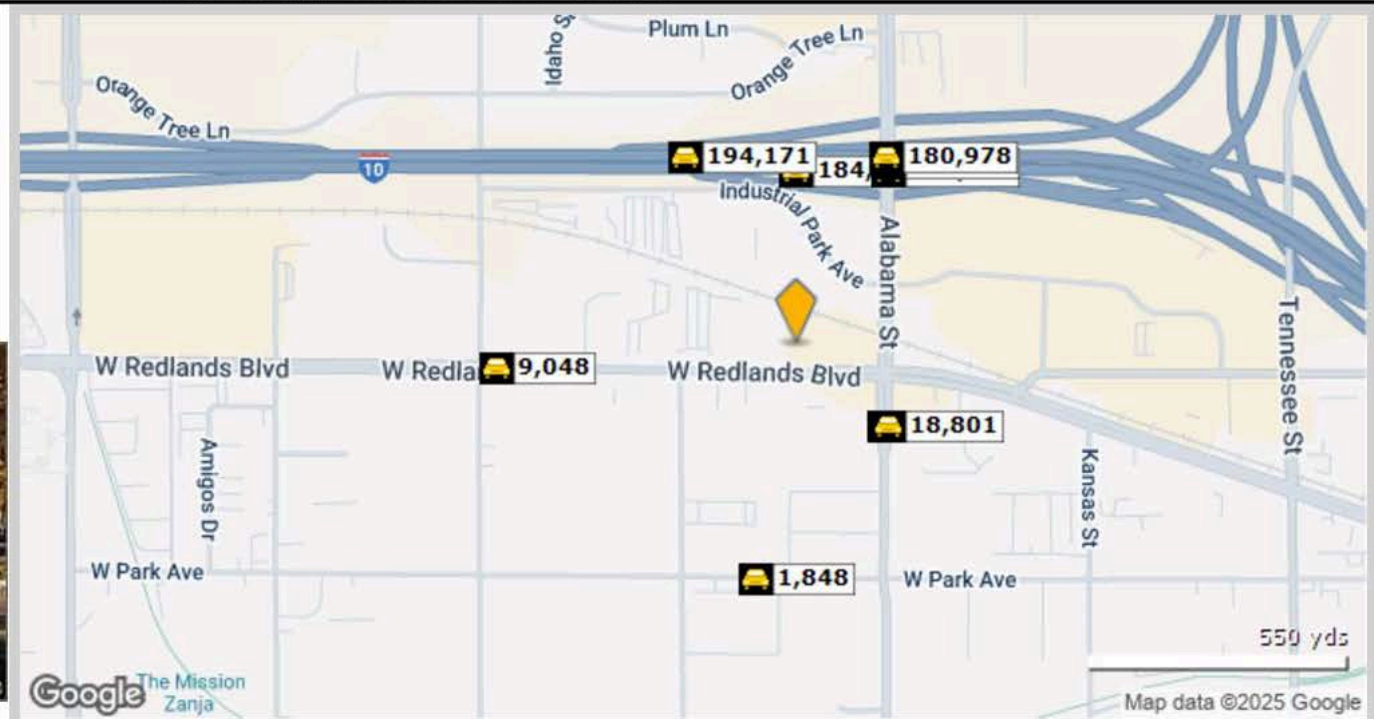 Idaho
Plum Ln
Orange Tree Ln
Orange Tree Ln
10
194,171
184,
180,978
Industrial Park Ave
Alabama St
Tennessee St
W Redlands Blvd
W Redla
9,048
W Redlands Blvd
18,801
Amigos Dr
Kansas St
W Park Ave
1,848
W Park Ave
550 yds
Google
The Mission
Zanja
Map data ©2025 Google